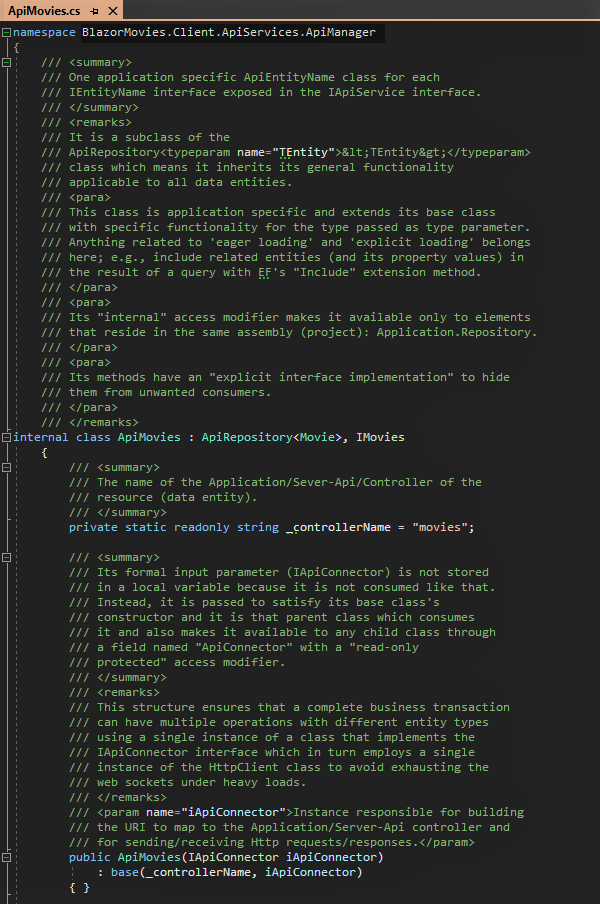 ApiMovies.cs
namespace BlazorMovies.Client.ApiServices.ApiManager
{
/// <summary>
/// One application specific ApiEntityName class for each
/// IEntityName interface exposed in the IApiService interface.
/// </summary>
/// <remarks>
/// It is a subclass of the
/// ApiRepository<typeparam name="TEntity">&lt;TEntity&gt;</typeparam>
/// class which means it inherits its general functionality
/// applicable to all data entities.
/// <para>
/// This class is application specific and extends its base class
/// with specific functionality for the type passed as type parameter.
/// Anything related to 'eager loading' and 'explicit loading' belongs
/// here; e.g., include related entities (and its property values) in
/// the result of a query with EF's "Include" extension method.
/// </para>
/// <para>
/// Its "internal" access modifier makes it available only to elements
/// that reside in the same assembly (project): Application.Repository.
/// </para>
/// <para>
/// Its methods have an "explicit interface implementation" to hide
/// them from unwanted consumers.
/// </para>
/// </remarks>
internal class ApiMovies : ApiRepository<Movie>, IMovies
{
/// <summary>
/// The name of the Application/Sever-Api/Controller of the
/// resource (data entity).
/// </summary>
private static readonly string _controllerName = "movies";
/// <summary>
/// Its formal input parameter (IApiConnector) is not stored
/// in a local variable because it is not consumed like that.
/// Instead, it is passed to satisfy its base class's
/// constructor and it is that parent class which consumes
/// it and also makes it available to any child class through
/// a field named "ApiConnector" with a "read-only
/// protected" access modifier.
/// </summary>
/// <remarks>
/// This structure ensures that a complete business transaction
/// can have multiple operations with different entity types
/// using a single instance of a class that implements the
/// IApiConnector interface which in turn employs a single
/// instance of the HttpClient class to avoid exhausting the
/// web sockets under heavy loads.
/// </remarks>
/// <param name="iApiConnector">Instance responsible for building
/// the URI to map to the Application/Server-Api controller and
/// for sending/receiving Http requests/responses.</param>
public ApiMovies(IApiConnector iApiConnector)
: base(_controllerName, iApiConnector)
{ }